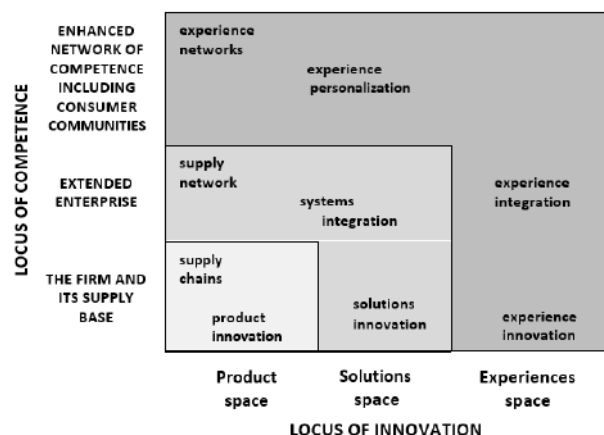 LOCUS OF COMPETENCE
ENHANCED
NETWORK OF
COMPETENCE
INCLUDING
CONSUMER
COMMUNITIES
experience
networks
experience
personalization
EXTENDED
ENTERPRISE
supply
network
systems
integration
experience
integration
THE FIRM AND
ITS SUPPLY
BASE
supply
chains
product
innovation
solutions
innovation
experience
innovation
Product
space
Solutions
space
Experiences
space
LOCUS OF INNOVATION